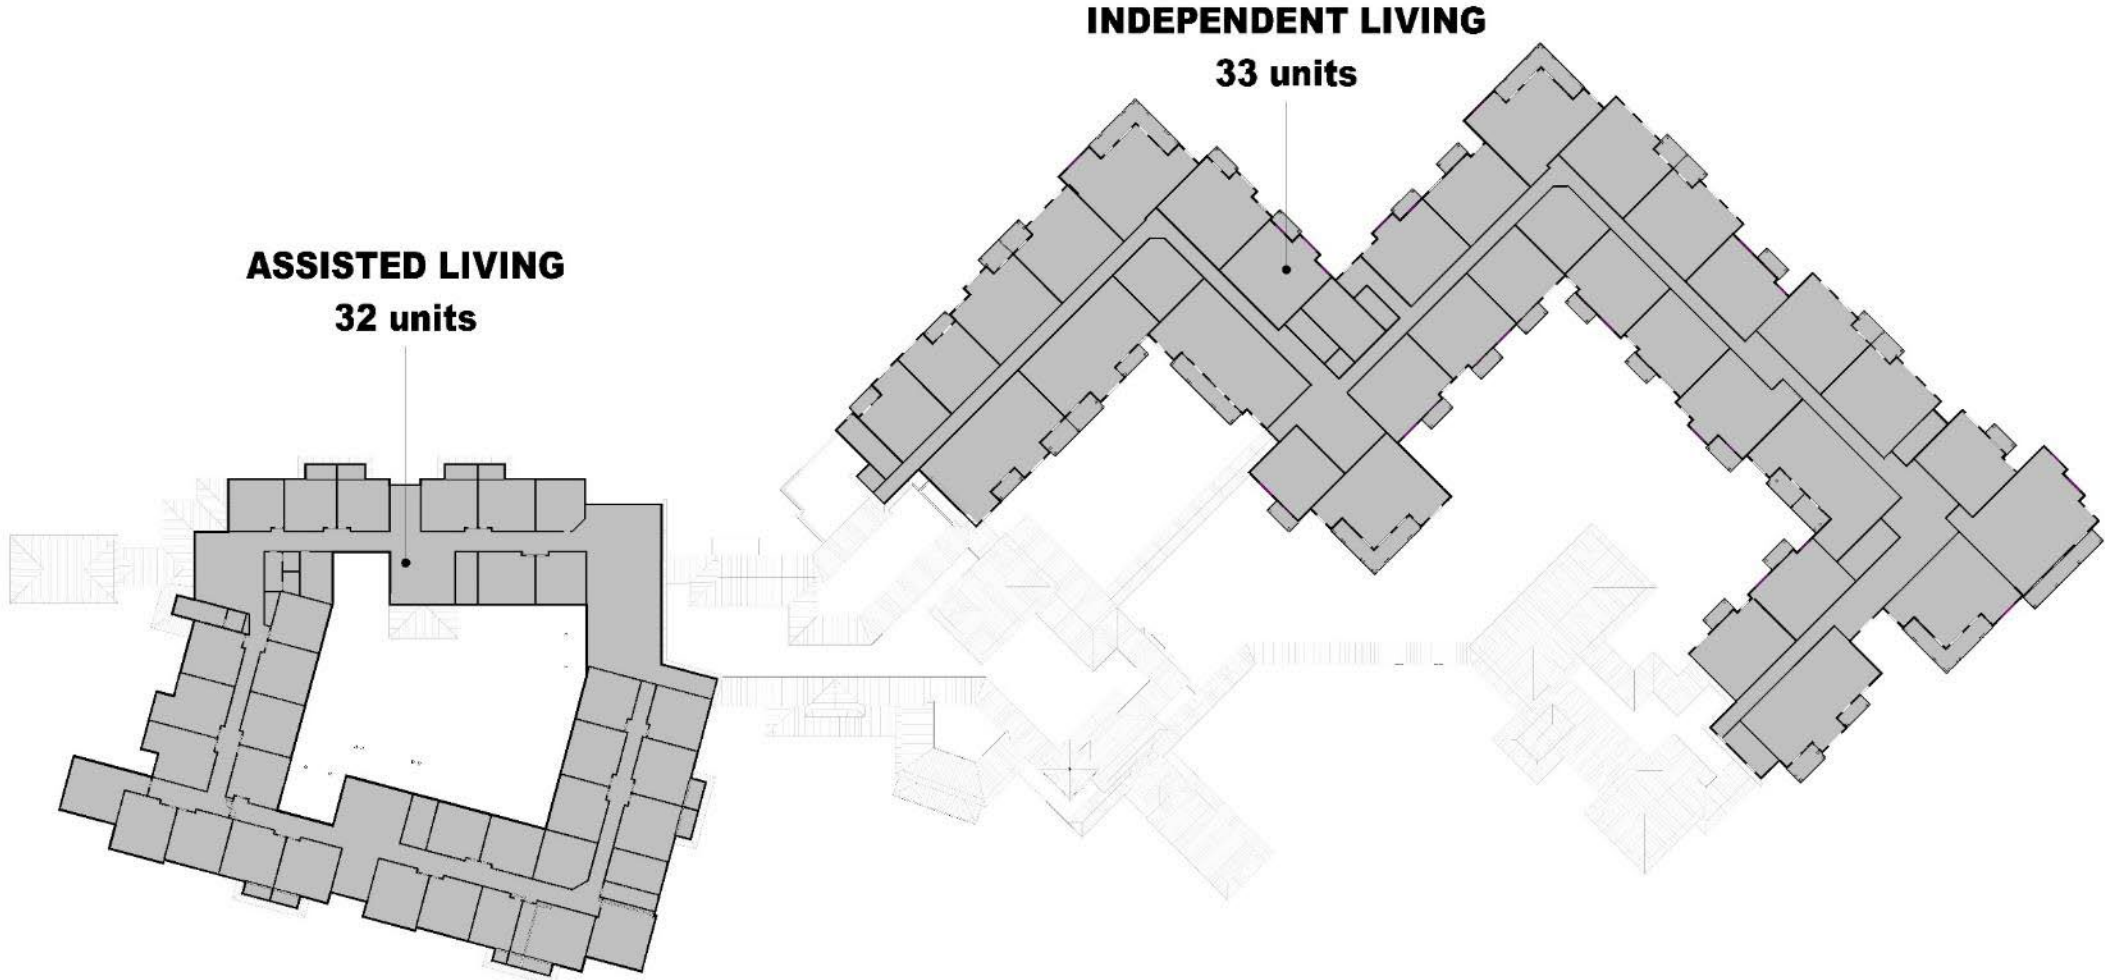 INDEPENDENT LIVING
33 units
ASSISTED LIVING
32 units